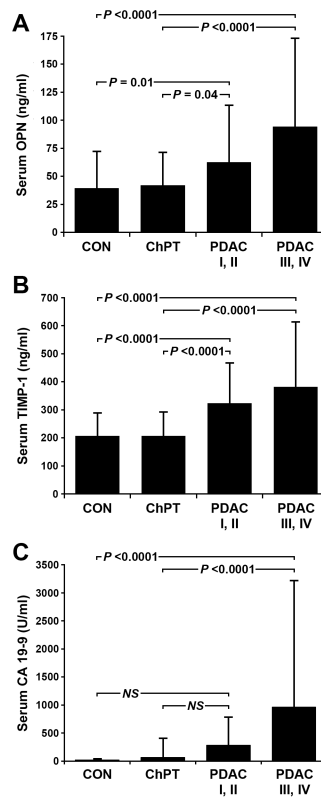 A
P <0.0001
P <0.0001
P = 0.01
P = 0.04
Serum OPN (ng/ml)
175
150
125
100
75
50
25
0
CON ChPT PDAC I, II PDAC III, IV
B
P <0.0001
P <0.0001
P <0.0001
P <0.0001
Serum TIMP-1 (ng/ml)
700
600
500
400
300
200
100
0
CON ChPT PDAC I, II PDAC III, IV
C
P <0.0001
P <0.0001
NS
NS
Serum CA 19-9 (U/ml)
3500
3000
2500
2000
1500
1000
500
0
CON ChPT PDAC I, II PDAC III, IV